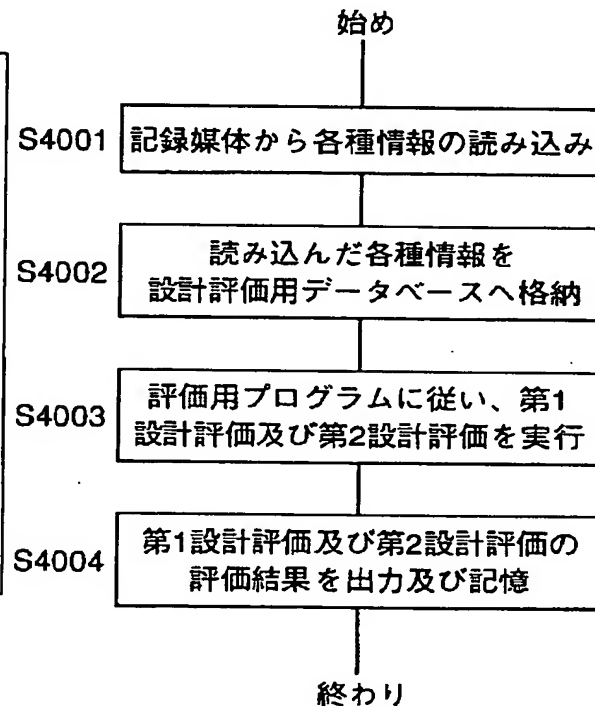 始め
S4001 記録媒体から各種情報の読み込み
S4002 読み込んだ各種情報を
設計評価用データベースへ格納
S4003 評価用プログラムに従い、第1
設計評価及び第2設計評価を実行
S4004 第1設計評価及び第2設計評価の
評価結果を出力及び記憶
終わり